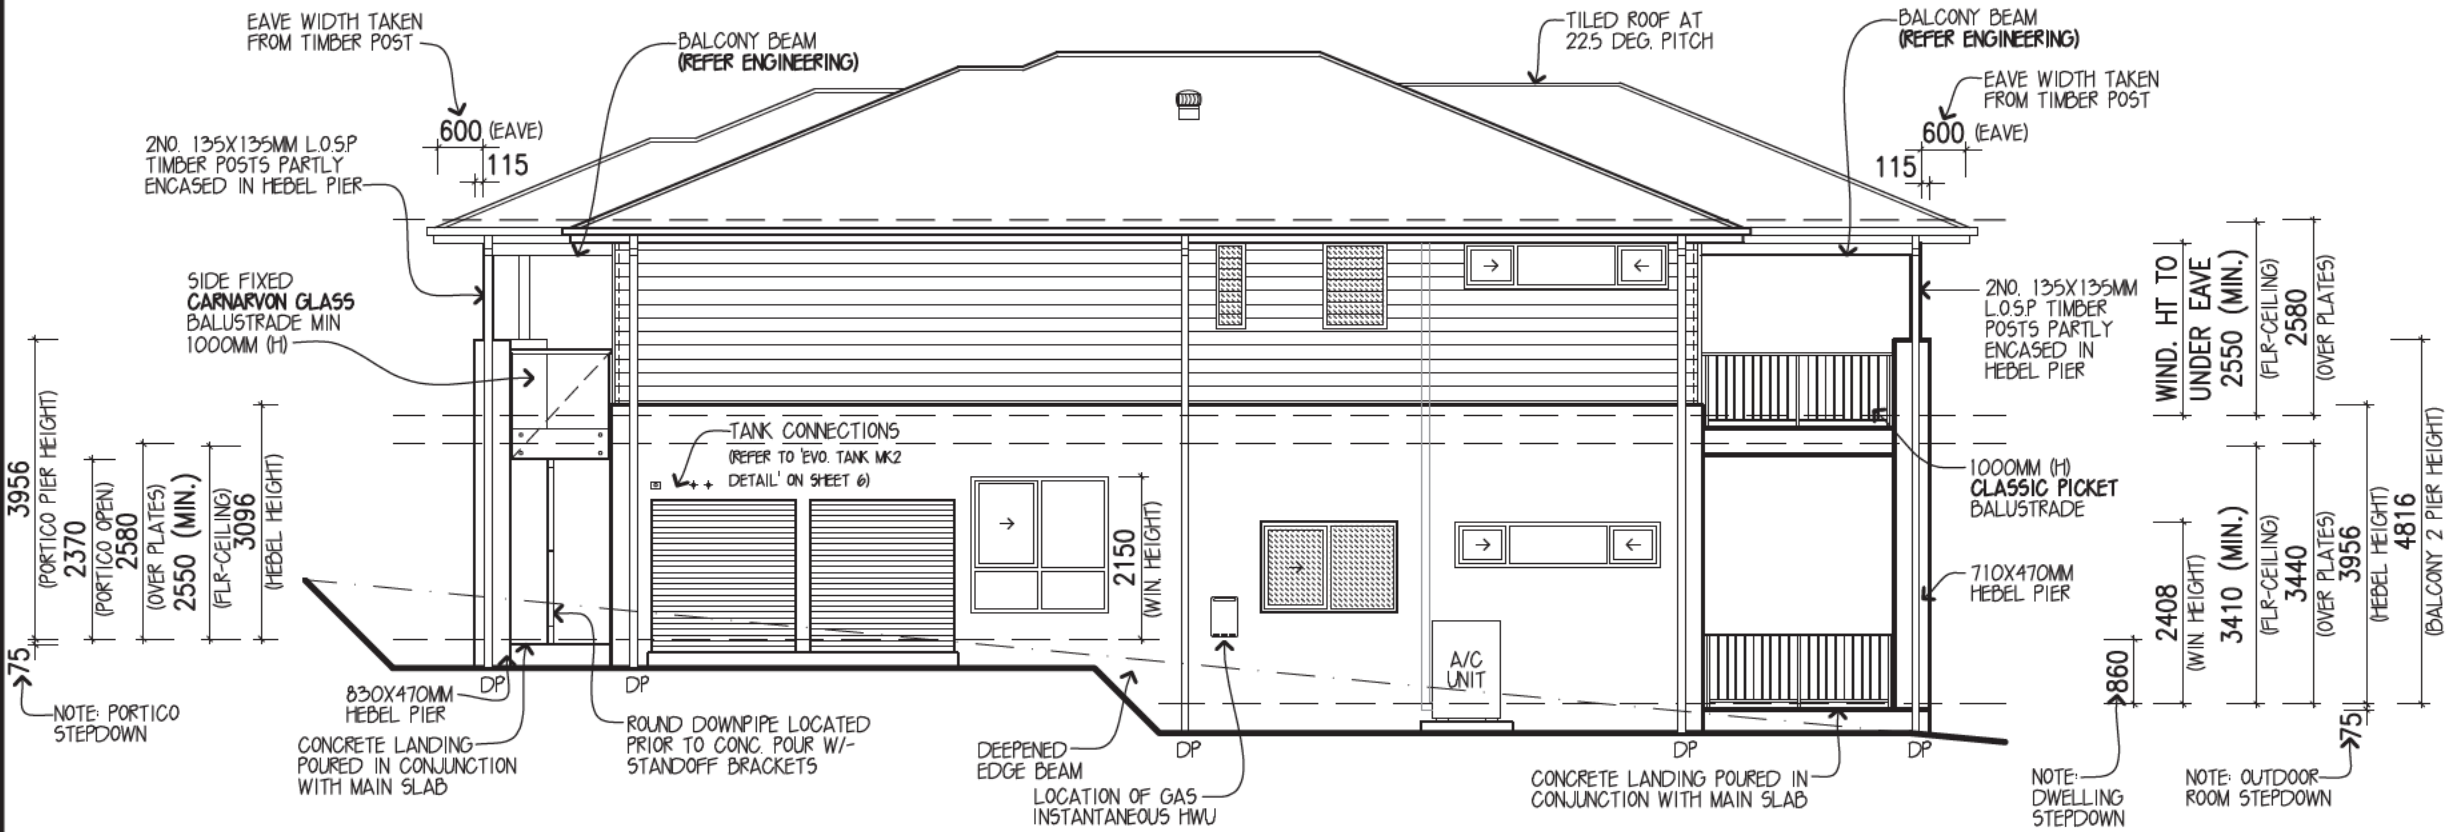 EAVE WIDTH TAKEN
FROM TIMBER POST
BALCONY BEAM
(REFER ENGINEERING)
TILED ROOF AT
22.5 DEG. PITCH
BALCONY BEAM
(REFER ENGINEERING)
EAVE WIDTH TAKEN
FROM TIMBER POST
600 (EAVE)
115
600 (EAVE)
115
2NO. 135X135MM L.O.S.P
TIMBER POSTS PARTLY
ENCASED IN HEBEL PIER
SIDE FIXED
CARNARVON GLASS
BALUSTRADE MIN
1000MM (H)
2NO. 135X135MM
L.O.S.P TIMBER
POSTS PARTLY
ENCASED IN
HEBEL PIER
WIND. HT TO
UNDER EAVE
2550 (MIN.)
(FLR-CEILING)
2580
(OVER PLATES)
3956
(PORTICO PIER HEIGHT)
2370
(PORTICO OPEN)
2580
(OVER PLATES)
2550 (MIN.)
(FLR-CEILING)
3096
(HEBEL HEIGHT)
75
TANK CONNECTIONS
(REFER TO 'EVO. TANK MK2
DETAIL' ON SHEET 6)
2150
(WIN. HEIGHT)
A/C
UNIT
1000MM (H)
CLASSIC PICKET
BALUSTRADE
710X470MM
HEBEL PIER
860
2408
(WIN. HEIGHT)
3410 (MIN.)
(FLR-CEILING)
3440
(OVER PLATES)
3956
(HEBEL HEIGHT)
75
4816
(BALCONY 2 PIER HEIGHT)
DP
DP
DP
DP
DP
NOTE: PORTICO
STEPDOWN
830X470MM
HEBEL PIER
CONCRETE LANDING
POURED IN CONJUNCTION
WITH MAIN SLAB
ROUND DOWNPIPE LOCATED
PRIOR TO CONC. POUR W/-
STANDOFF BRACKETS
DEEPENED
EDGE BEAM
LOCATION OF GAS
INSTANTANEOUS HWU
CONCRETE LANDING POURED IN
CONJUNCTION WITH MAIN SLAB
NOTE:
DWELLING
STEPDOWN
NOTE: OUTDOOR
ROOM STEPDOWN